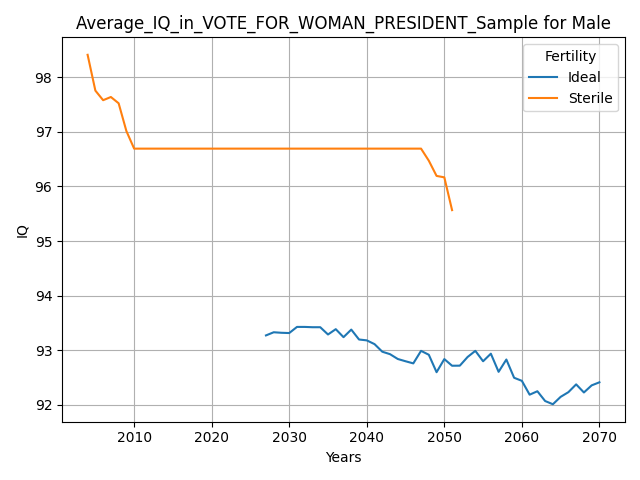 Average_IQ_in_VOTE_FOR_WOMAN_PRESIDENT_Sample for Male
Fertility
Ideal
Sterile
98
97
96
95
94
93
92
IQ
2010
2020
2030
2040
2050
2060
2070
Years